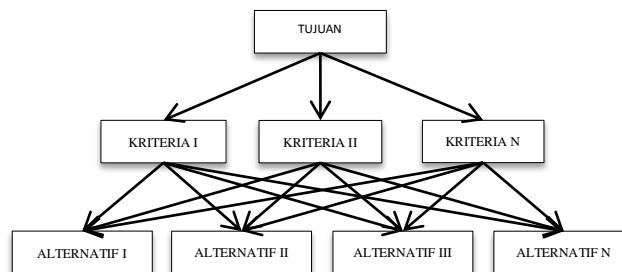 TUJUAN
KRITERIA I
KRITERIA II
KRITERIA N
ALTERNATIF I
ALTERNATIF II
ALTERNATIF III
ALTERNATIF N